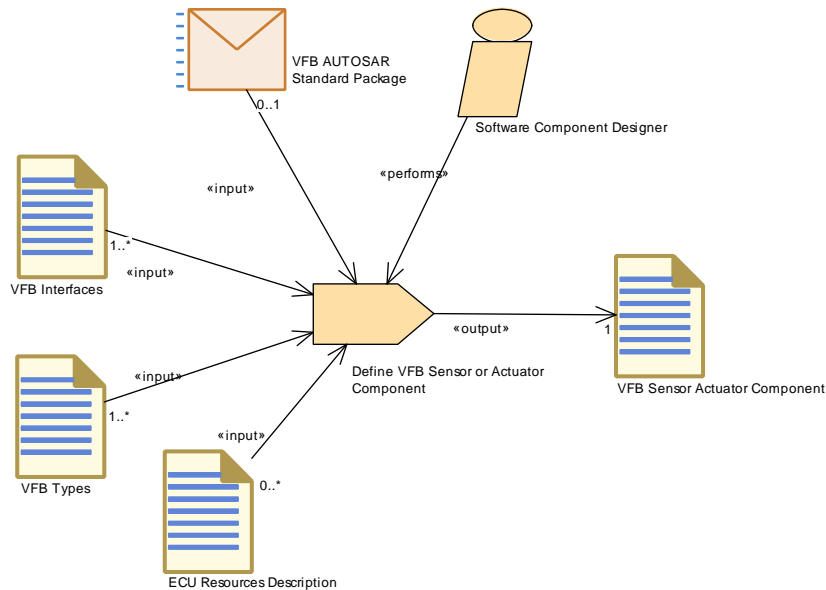 VFB AUTOSAR
Standard Package
0..1
Software Component Designer
«input»
«performs»
1..*
«input»
VFB Interfaces
«output»
1
Define VFB Sensor or Actuator
Component
VFB Sensor Actuator Component
«input»
1..*
VFB Types
«input»
0..*
ECU Resources Description